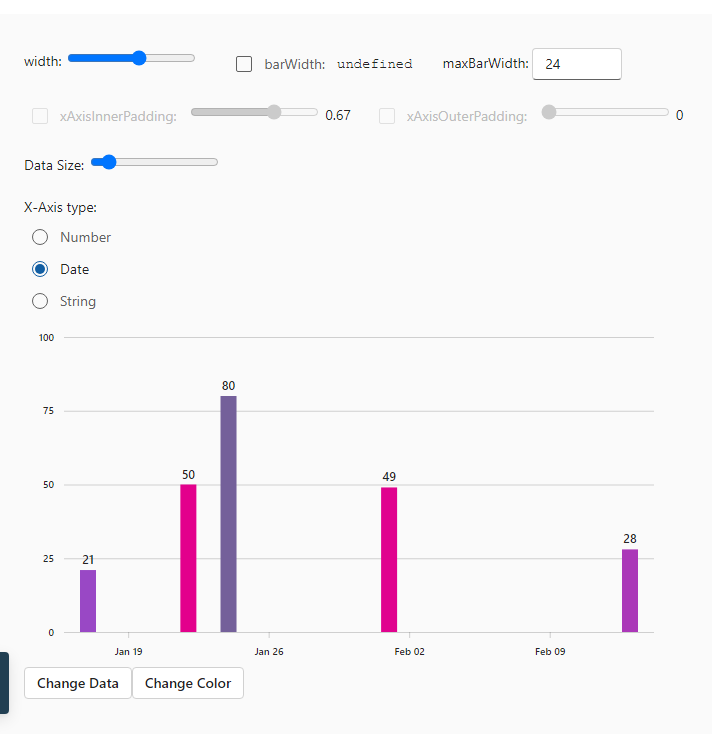 width:
barWidth: undefined
maxBarWidth: 24
xAxisInnerPadding: 0.67
xAxisOuterPadding: 0
Data Size:
X-Axis type:
Number
Date
String
100
75
50
25
0
21
50
80
49
28
Jan 19
Jan 26
Feb 02
Feb 09
Change Data
Change Color